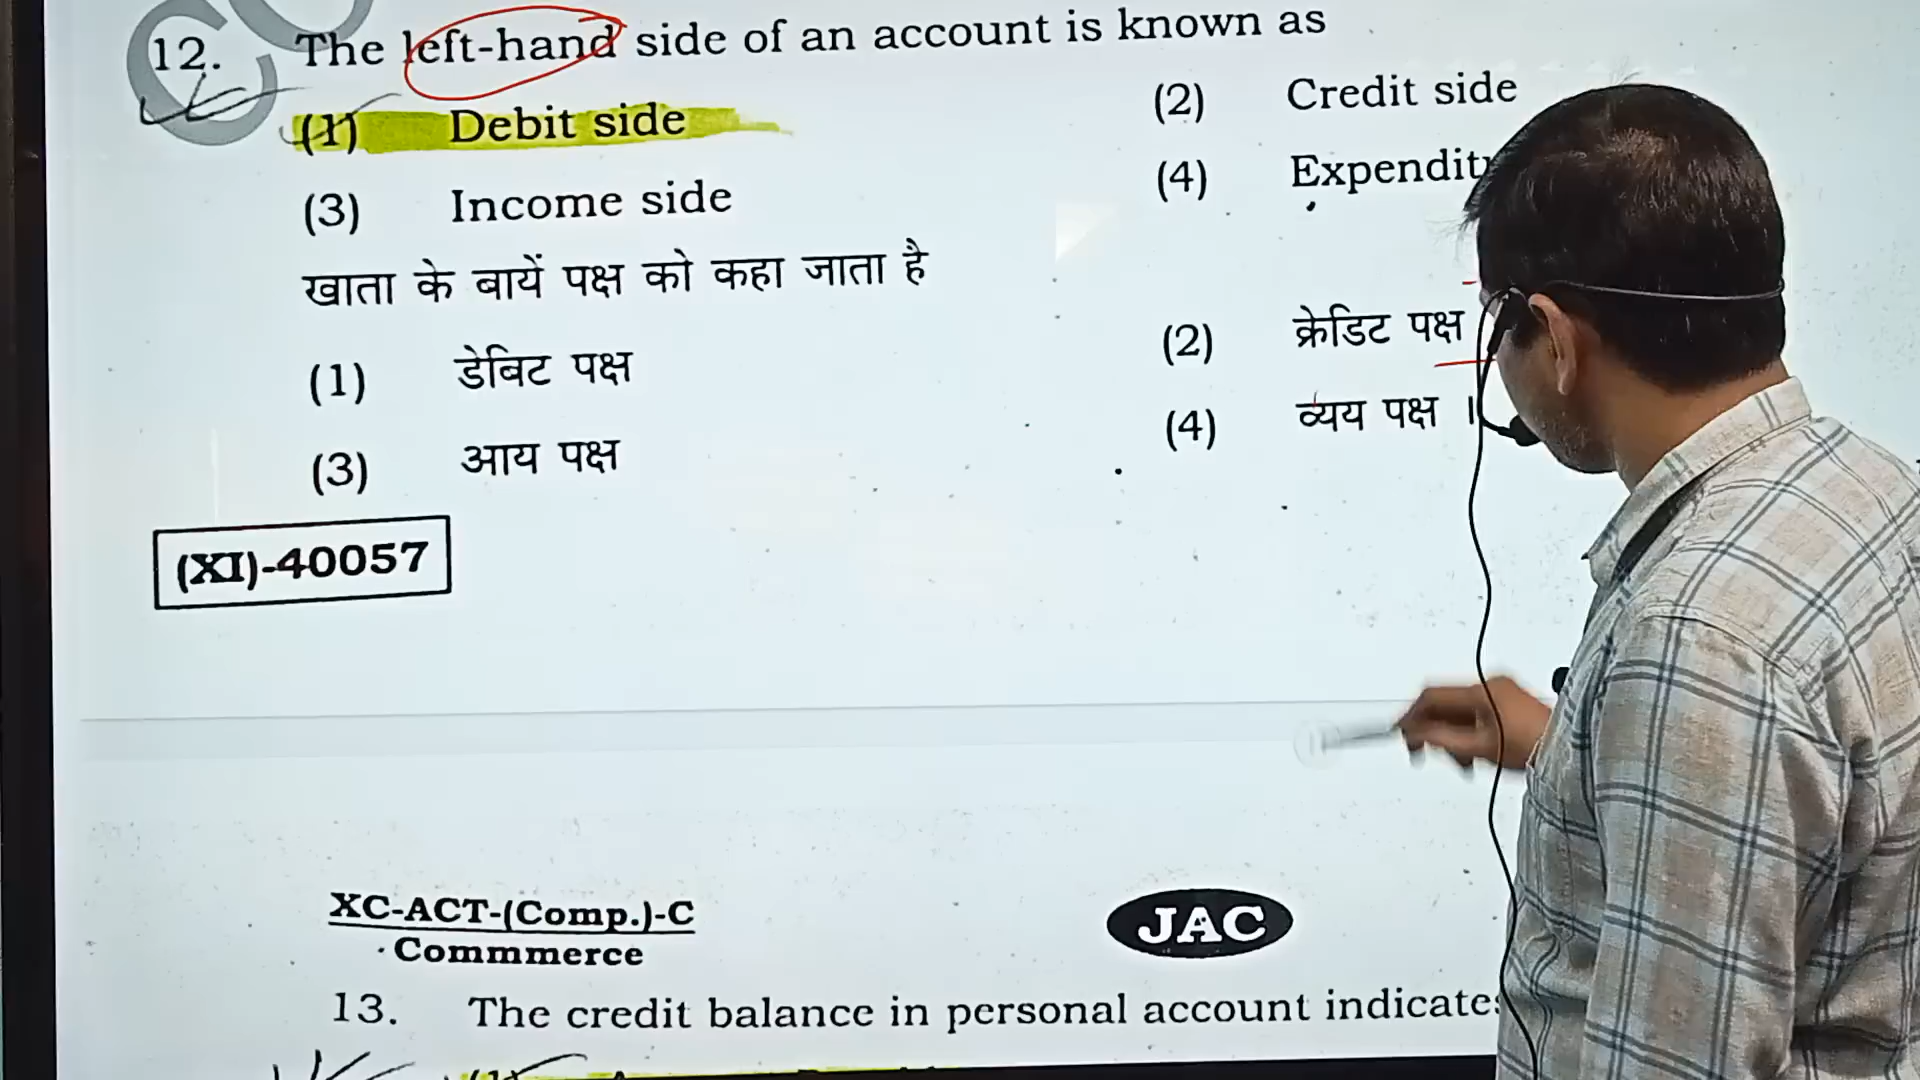 12. The left-hand side of an account is known as
(1) Debit side (2) Credit side
(3) Income side (4)
खाता के बायें पक्ष को कहा जाता है
(1) डेबिट पक्ष (2) क्रेडिट पक्ष
(3) आय पक्ष (4) व्यय पक्ष ।
(XI)-40057
XC-ACT-(Comp.)-C
Commmerce
JAC
13. The credit balance in personal account